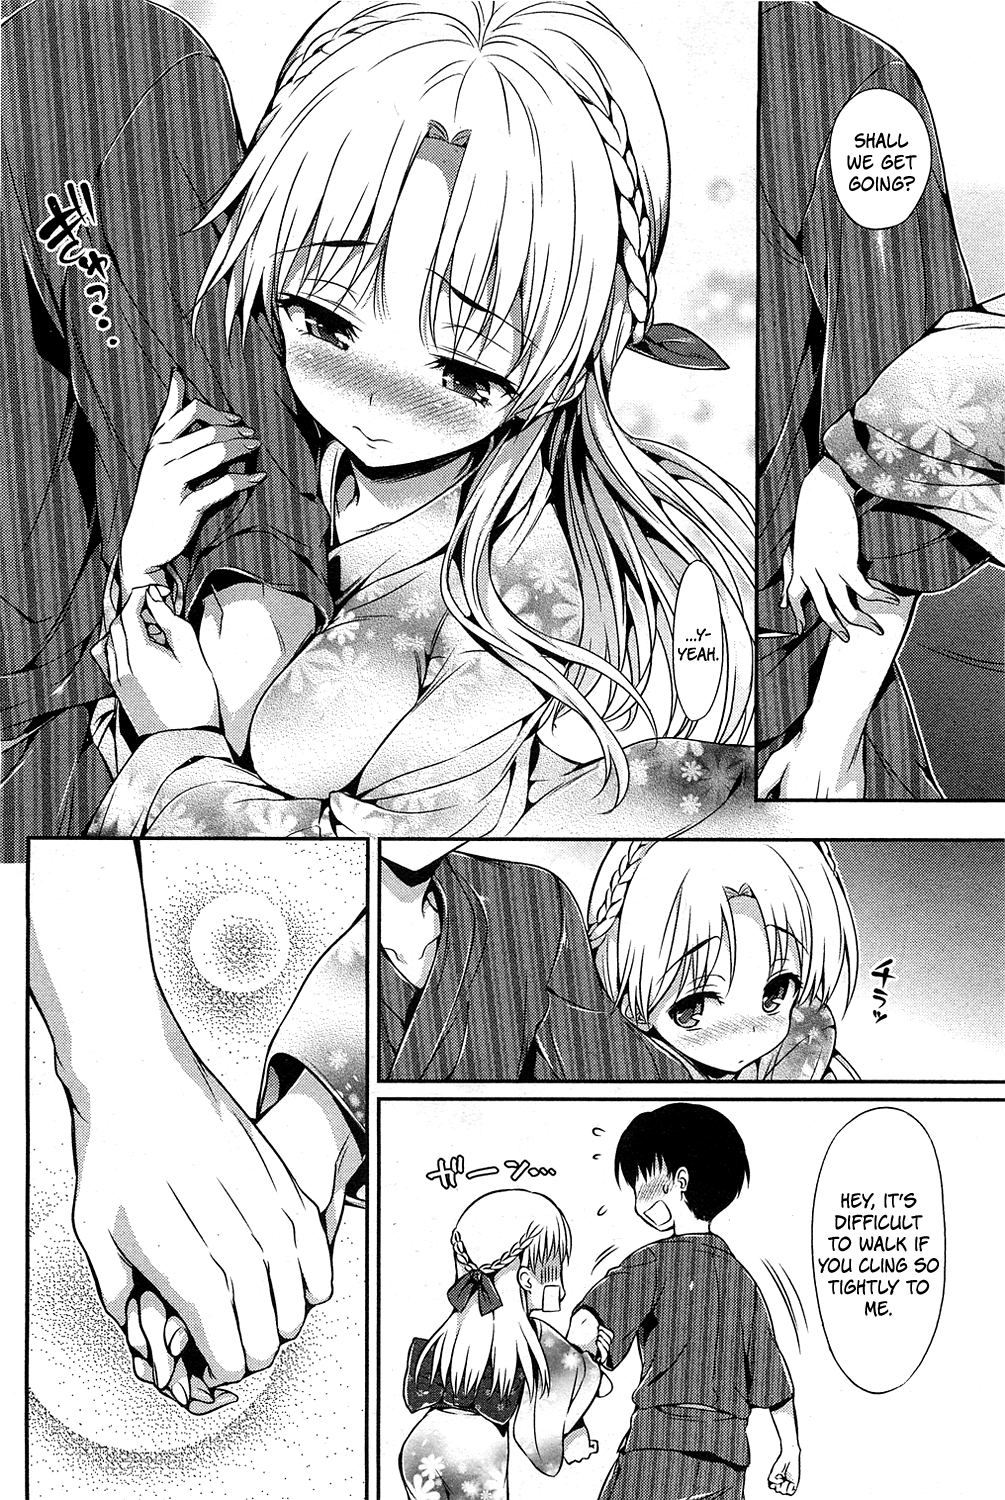 SHALL
WE GET
GOING?
ぎゅっ...
...Y-
YEAH.
チラッ
HEY, IT'S
DIFFICULT
TO WALK IF
YOU CLING SO
TIGHTLY TO
ME.
ガーン...